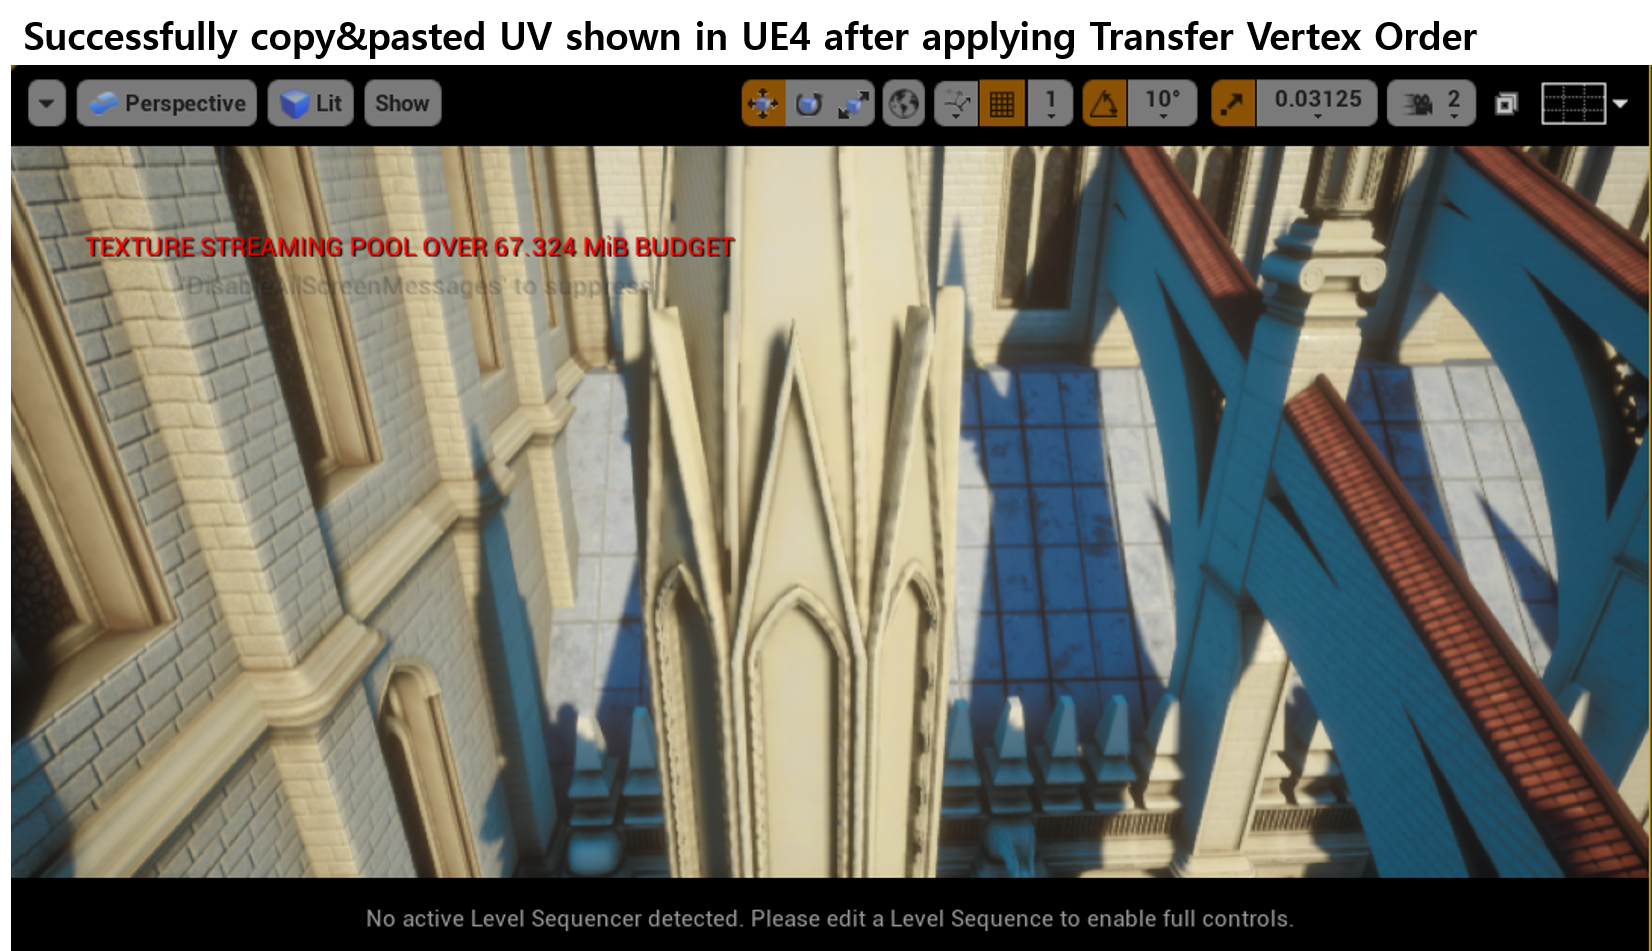 Successfully copy&pasted UV shown in UE4 after applying Transfer Vertex Order
Perspective Lit Show 1 10° 0.03125 2
TEXTURE STREAMING POOL OVER 67.324 MiB BUDGET
'DisableAllScreenMessages' to suppress
No active Level Sequencer detected. Please edit a Level Sequence to enable full controls.